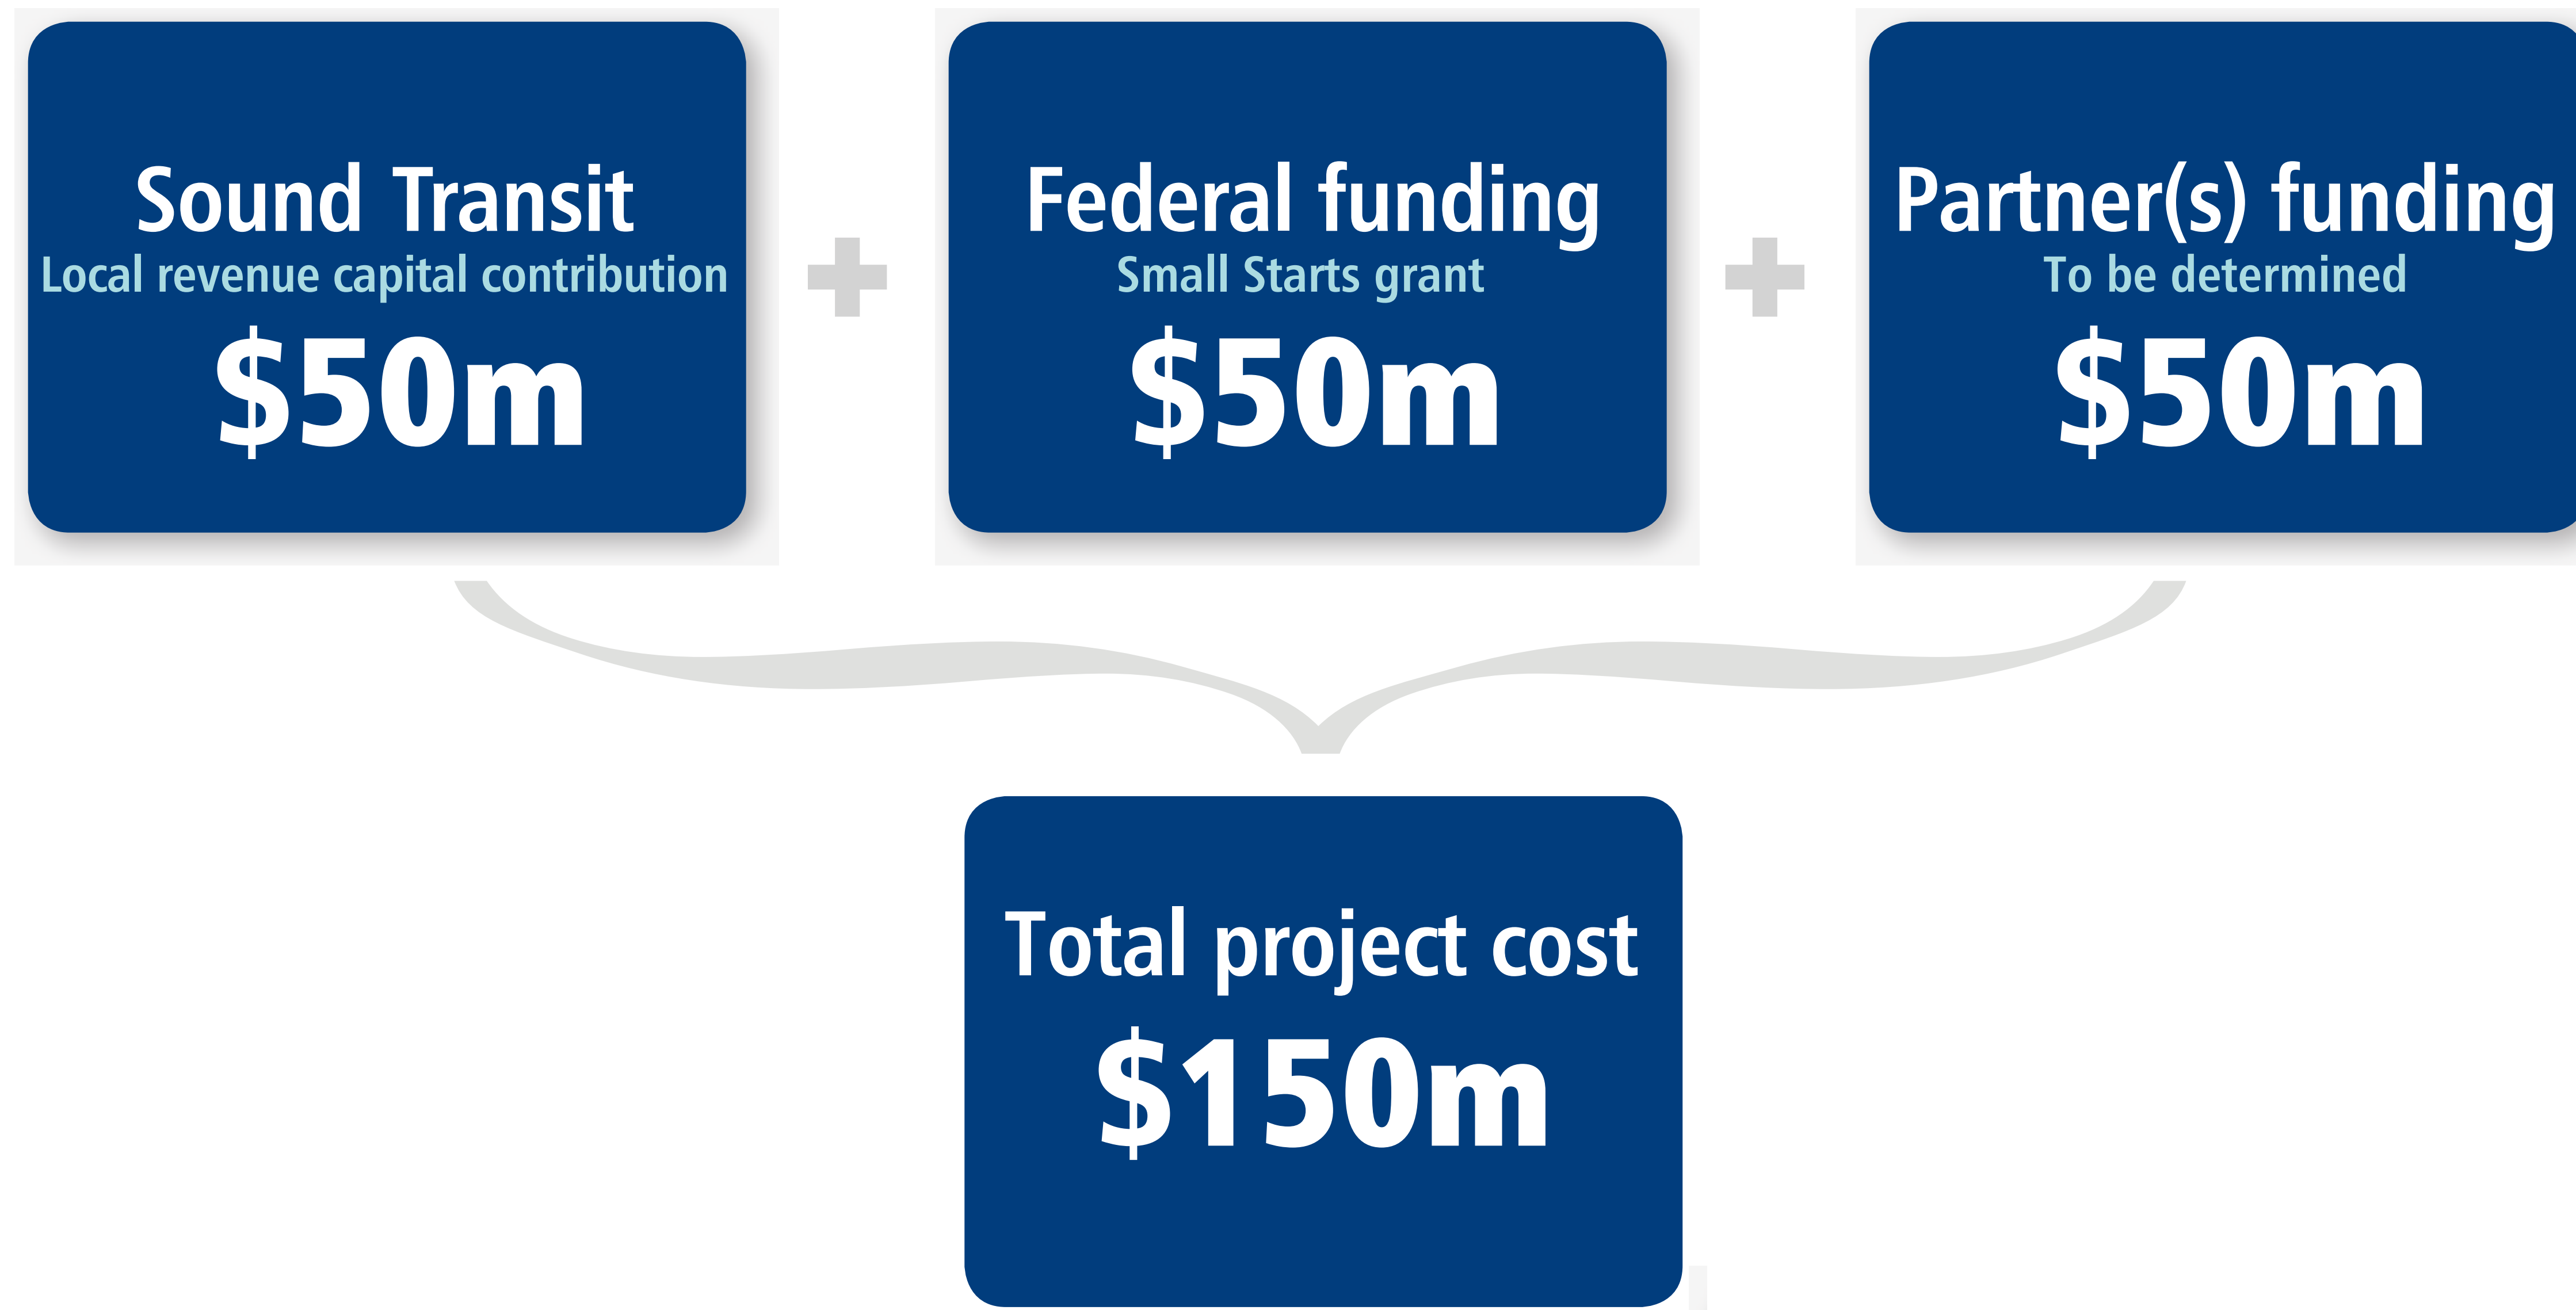 Sound Transit
Local revenue capital contribution
$50m
Federal funding
Small Starts grant
$50m
Partner(s) funding
To be determined
$50m
Total project cost
$150m